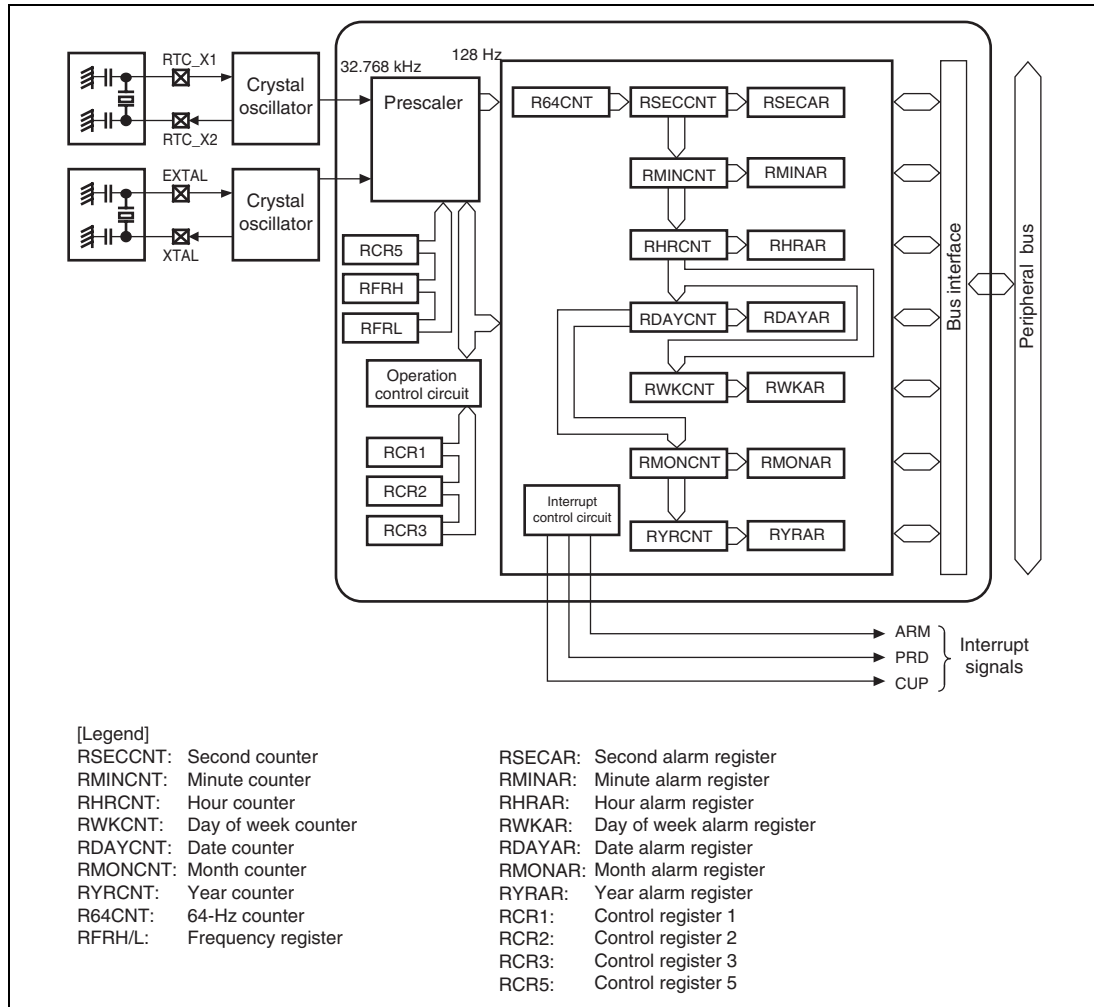 RTC_X1
RTC_X2
Crystal
oscillator
EXTAL
XTAL
Crystal
oscillator
32.768 kHz
128 Hz
Prescaler
RCR5
RFRH
RFRL
Operation
control circuit
RCR1
RCR2
RCR3
R64CNT
RSECCNT
RSECAR
RMINCNT
RMINAR
RHRCNT
RHRAR
RDAYCNT
RDAYAR
RWKCNT
RWKAR
RMONCNT
RMONAR
RYRCNT
RYRAR
Interrupt
control circuit
Bus interface
Peripheral bus
ARM
PRD
CUP
Interrupt
signals
[Legend]
RSECCNT: Second counter
RMINCNT: Minute counter
RHRCNT: Hour counter
RWKCNT: Day of week counter
RDAYCNT: Date counter
RMONCNT: Month counter
RYRCNT: Year counter
R64CNT: 64-Hz counter
RFRH/L: Frequency register
RSECAR: Second alarm register
RMINAR: Minute alarm register
RHRAR: Hour alarm register
RWKAR: Day of week alarm register
RDAYAR: Date alarm register
RMONAR: Month alarm register
RYRAR: Year alarm register
RCR1: Control register 1
RCR2: Control register 2
RCR3: Control register 3
RCR5: Control register 5